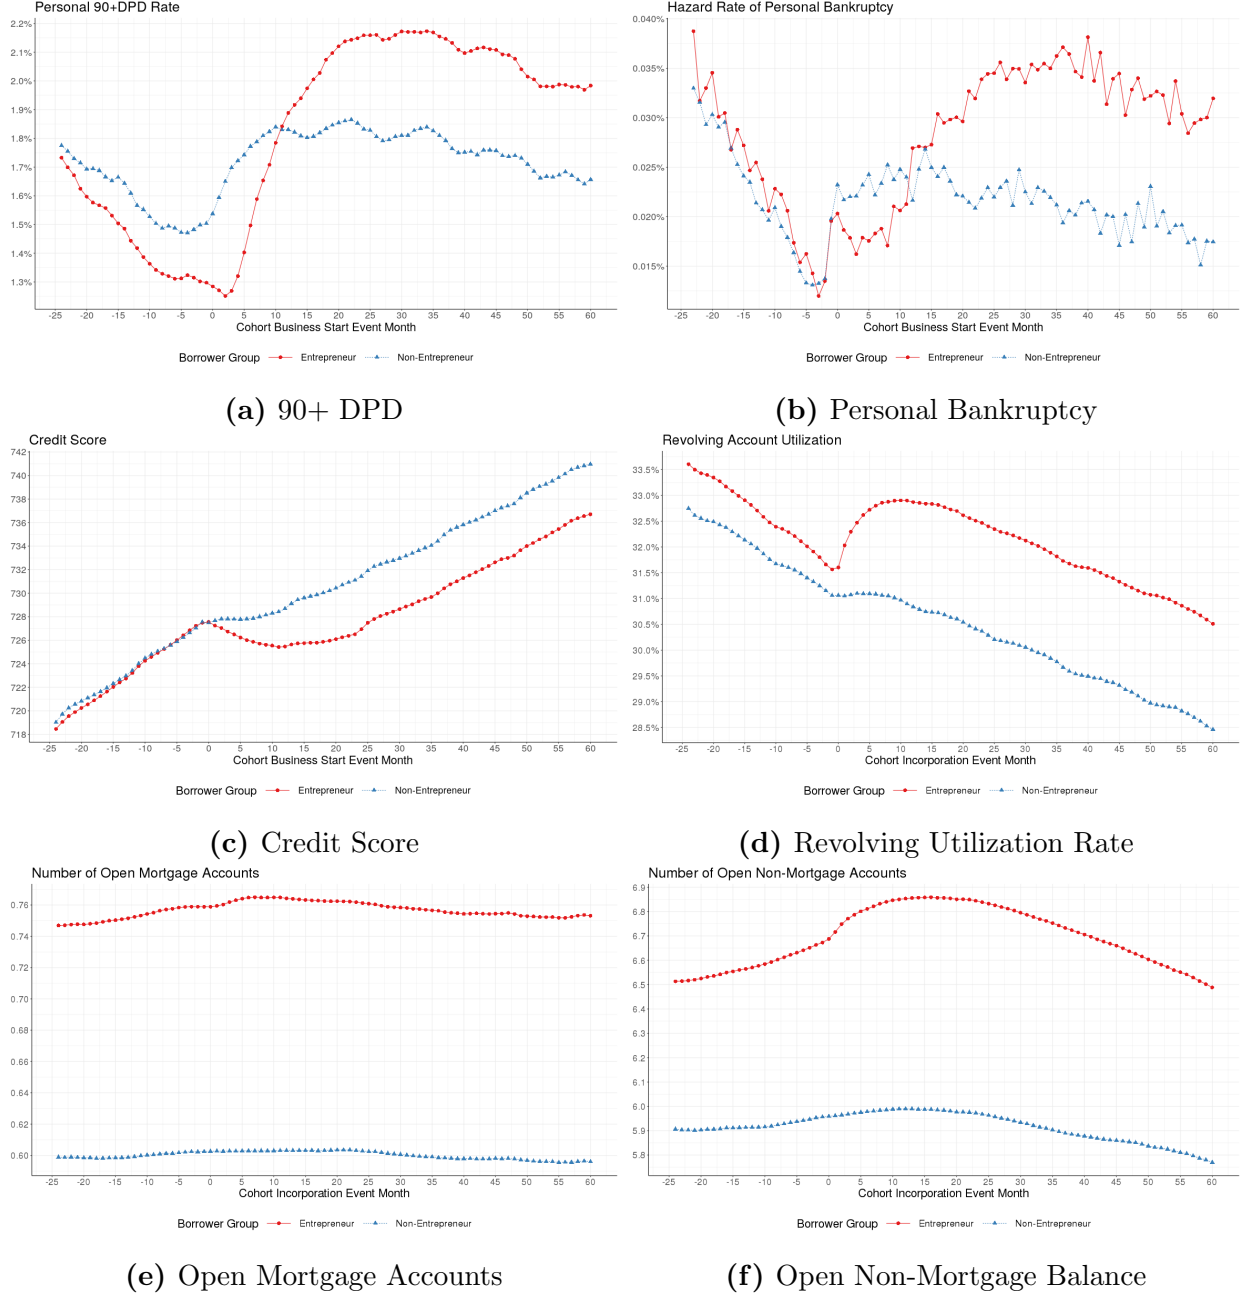 Personal 90+DPD Rate
2.2%
2.1%
2.0%
1.9%
1.8%
1.7%
1.6%
1.5%
1.4%
1.3%
-25 -20 -15 -10 -5 0 5 10 15 20 25 30 35 40 45 50 55 60
Cohort Business Start Event Month
Borrower Group Entrepreneur Non-Entrepreneur
(a) 90+ DPD
Hazard Rate of Personal Bankruptcy
0.040%
0.035%
0.030%
0.025%
0.020%
0.015%
-25 -20 -15 -10 -5 0 5 10 15 20 25 30 35 40 45 50 55 60
Cohort Business Start Event Month
Borrower Group Entrepreneur Non-Entrepreneur
(b) Personal Bankruptcy
Credit Score
742
740
738
736
734
732
730
728
726
724
722
720
718
-25 -20 -15 -10 -5 0 5 10 15 20 25 30 35 40 45 50 55 60
Cohort Business Start Event Month
Borrower Group Entrepreneur Non-Entrepreneur
(c) Credit Score
Revolving Account Utilization
33.5%
33.0%
32.5%
32.0%
31.5%
31.0%
30.5%
30.0%
29.5%
29.0%
28.5%
-25 -20 -15 -10 -5 0 5 10 15 20 25 30 35 40 45 50 55 60
Cohort Incorporation Event Month
Borrower Group Entrepreneur Non-Entrepreneur
(d) Revolving Utilization Rate
Number of Open Mortgage Accounts
0.76
0.74
0.72
0.70
0.68
0.66
0.64
0.62
0.60
-25 -20 -15 -10 -5 0 5 10 15 20 25 30 35 40 45 50 55 60
Cohort Incorporation Event Month
Borrower Group Entrepreneur Non-Entrepreneur
(e) Open Mortgage Accounts
Number of Open Non-Mortgage Accounts
6.9
6.8
6.7
6.6
6.5
6.4
6.3
6.2
6.1
6.0
5.9
5.8
-25 -20 -15 -10 -5 0 5 10 15 20 25 30 35 40 45 50 55 60
Cohort Incorporation Event Month
Borrower Group Entrepreneur Non-Entrepreneur
(f) Open Non-Mortgage Balance